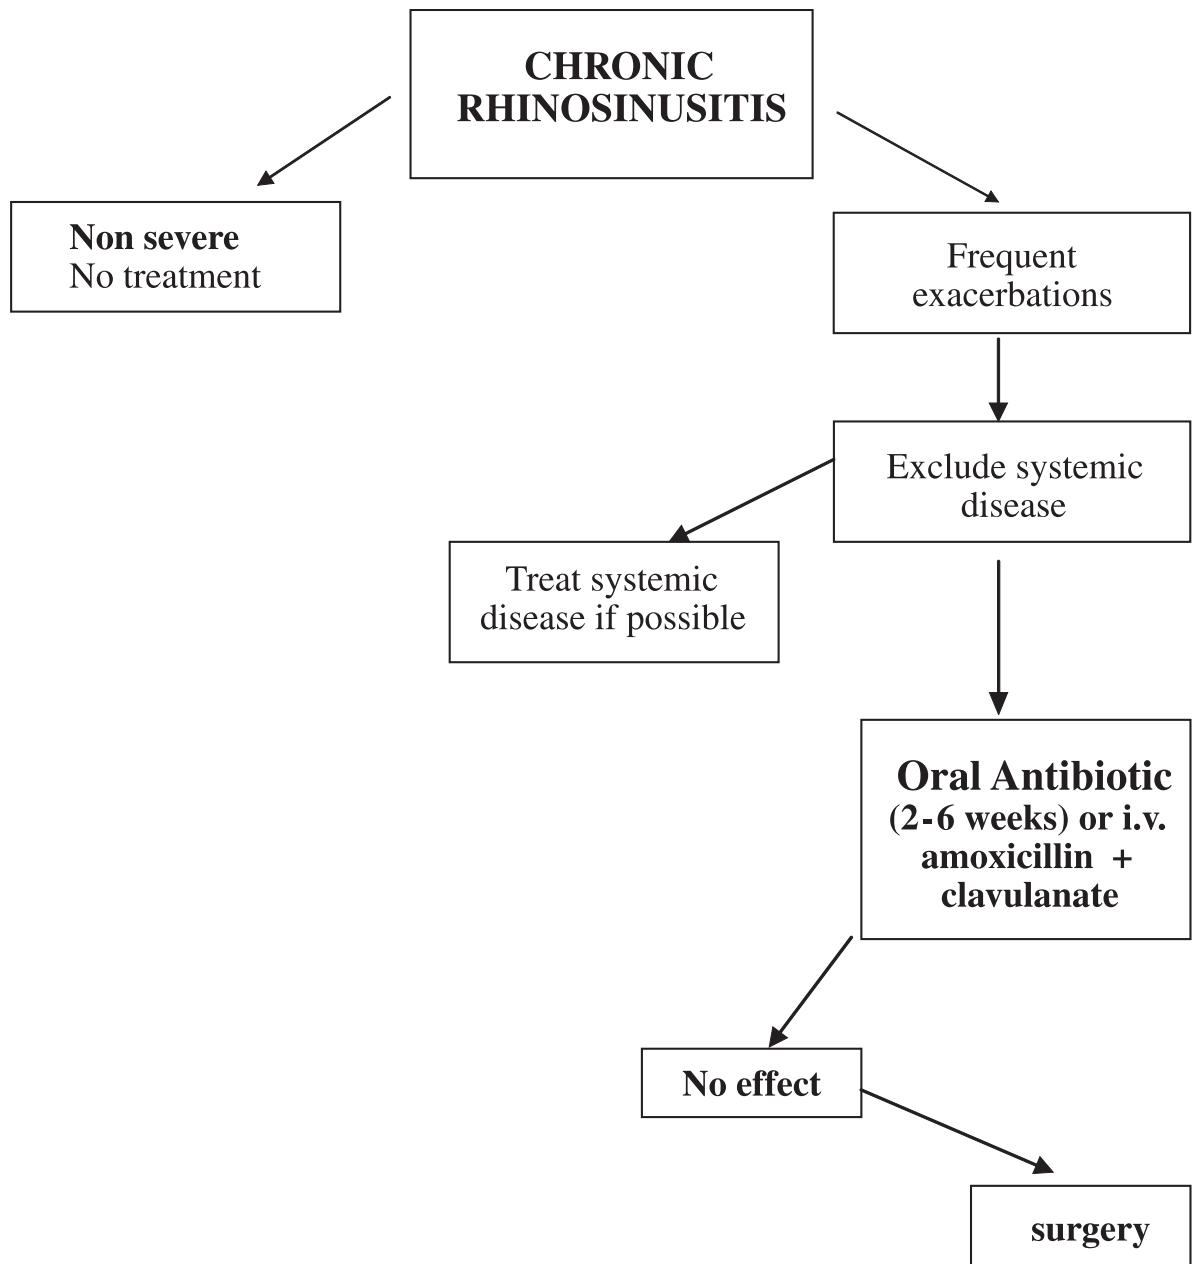 CHRONIC
RHINOSINUSITIS
Non severe
No treatment
Frequent
exacerbations
Exclude systemic
disease
Treat systemic
disease if possible
Oral Antibiotic
(2-6 weeks) or i.v.
amoxicillin +
clavulanate
No effect
surgery